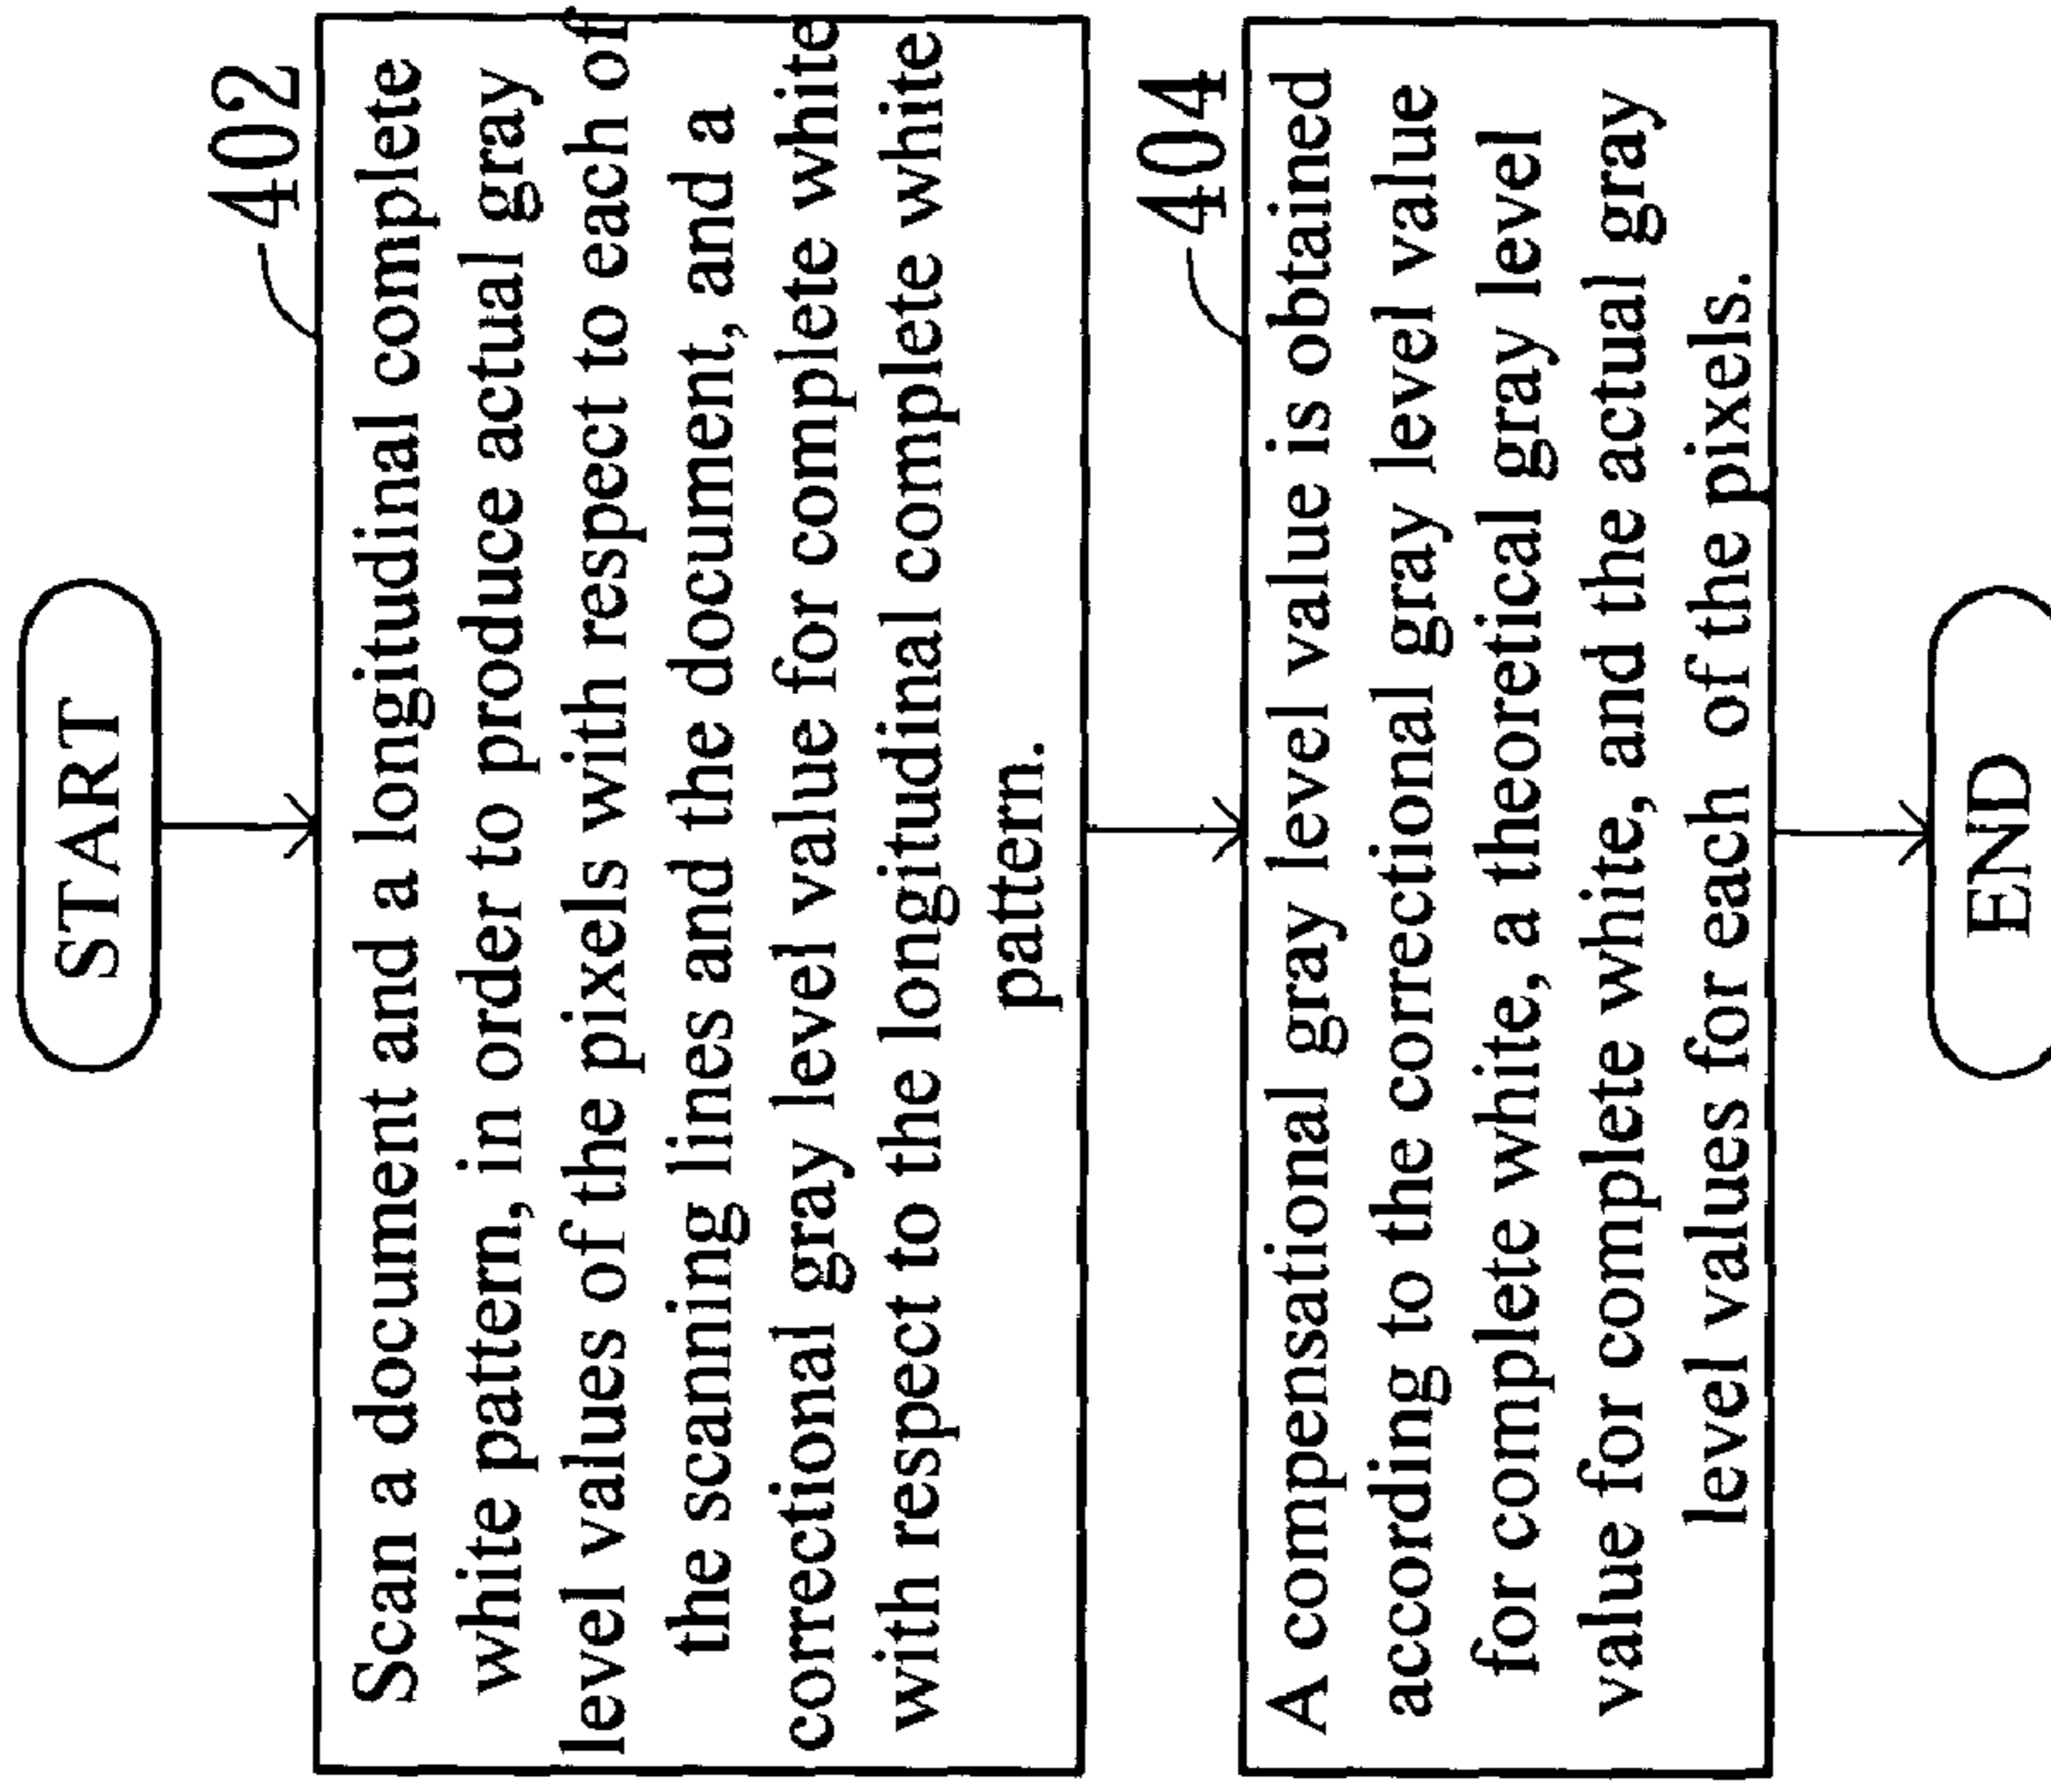 START
402
Scan a document and a longitudinal complete
white pattern, in order to produce actual gray
level values of the pixels with respect to each of
the scanning lines and the document, and a
correctional gray level value for complete white
with respect to the longitudinal complete white
pattern.
404
A compensational gray level value is obtained
according to the correctional gray level value
for complete white, a theoretical gray level
value for complete white, and the actual gray
level values for each of the pixels.
END